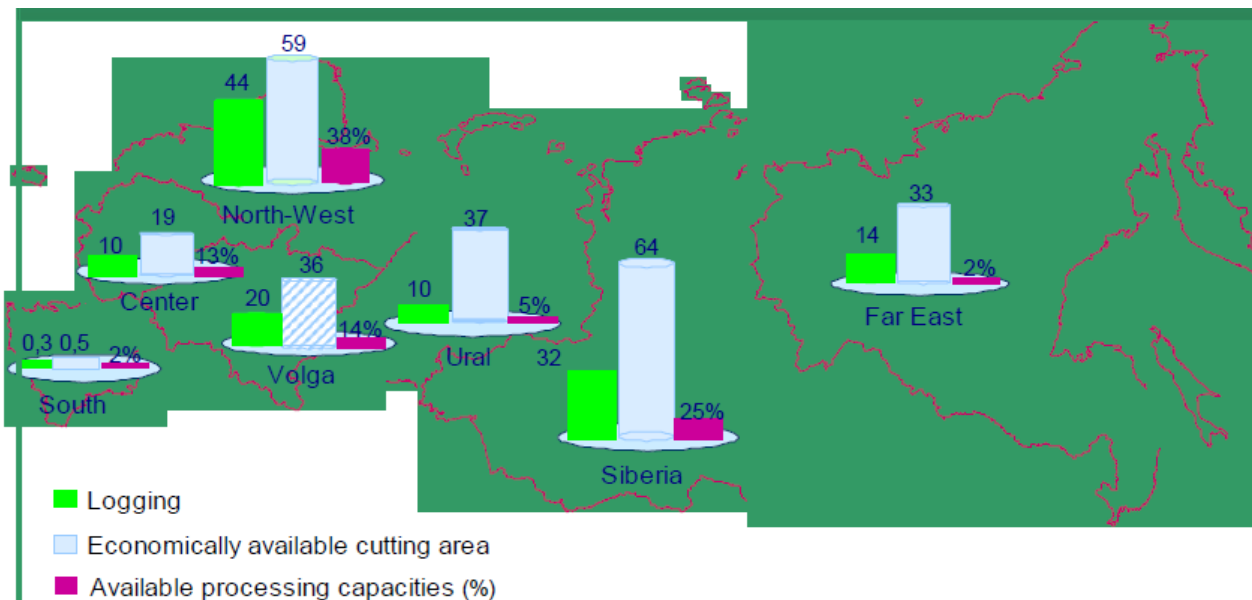 59
44
38%
North-West
19
10
13%
Center
36
20
14%
Volga
37
10
5%
Ural
0,3 0,5 2%
South
64
32
25%
Siberia
33
14
2%
Far East
Logging
Economically available cutting area
Available processing capacities (%)